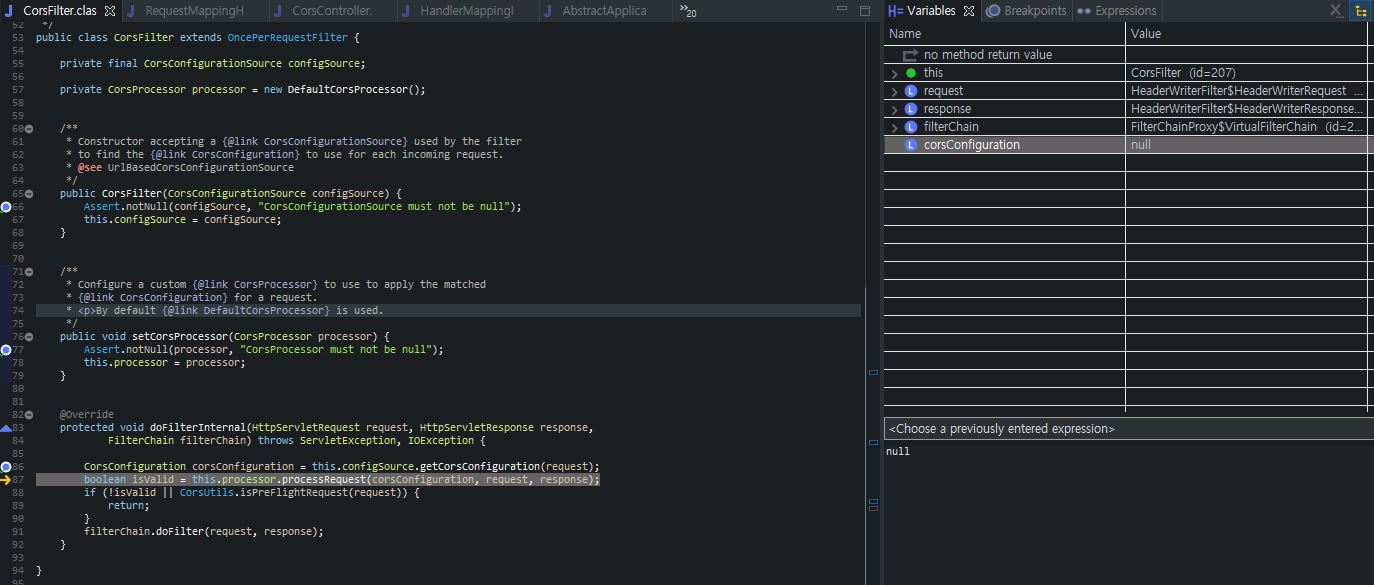 CorsFilter.clas
RequestMappingH
CorsController.
HandlerMappingI
AbstractApplica
20
52 */
53 public class CorsFilter extends OncePerRequestFilter {
54
55 private final CorsConfigurationSource configSource;
56
57 private CorsProcessor processor = new DefaultCorsProcessor();
58
59
60 /**
61 * Constructor accepting a {@link CorsConfigurationSource} used by the filter
62 * to find the {@link CorsConfiguration} to use for each incoming request.
63 * @see UrlBasedCorsConfigurationSource
64 */
65 public CorsFilter(CorsConfigurationSource configSource) {
66 Assert.notNull(configSource, "CorsConfigurationSource must not be null");
67 this.configSource = configSource;
68 }
69
70
71 /**
72 * Configure a custom {@link CorsProcessor} to use to apply the matched
73 * {@link CorsConfiguration} for a request.
74 * <p>By default {@link DefaultCorsProcessor} is used.
75 */
76 public void setCorsProcessor(CorsProcessor processor) {
77 Assert.notNull(processor, "CorsProcessor must not be null");
78 this.processor = processor;
79 }
80
81
82 @Override
83 protected void doFilterInternal(HttpServletRequest request, HttpServletResponse response,
84 FilterChain filterChain) throws ServletException, IOException {
85
86 CorsConfiguration corsConfiguration = this.configSource.getCorsConfiguration(request);
87 boolean isValid = this.processor.processRequest(corsConfiguration, request, response);
88 if (!isValid || CorsUtils.isPreFlightRequest(request)) {
89 return;
90 }
91 filterChain.doFilter(request, response);
92 }
93
94 }
95
Variables
Breakpoints
Expressions
Name Value
no method return value
this CorsFilter (id=207)
request HeaderWriterFilter$HeaderWriterRequest ...
response HeaderWriterFilter$HeaderWriterResponse...
filterChain FilterChainProxy$VirtualFilterChain (id=2...
corsConfiguration null
<Choose a previously entered expression>
null